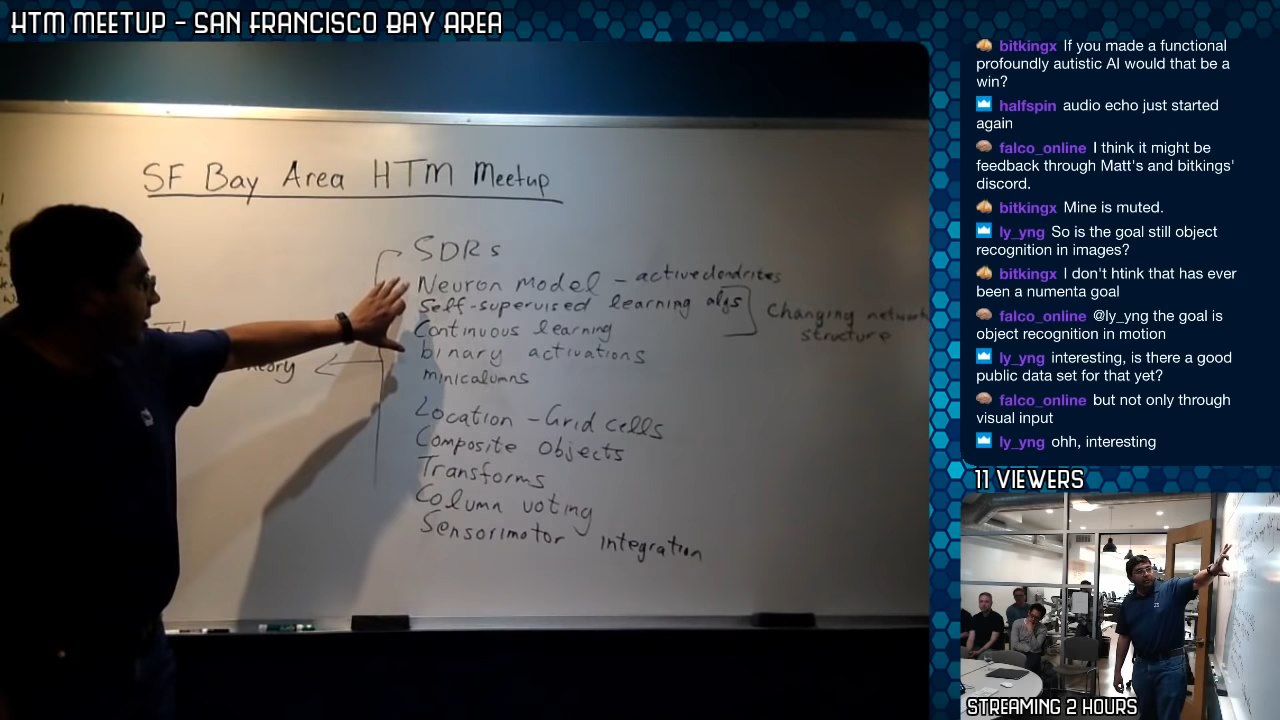 HTM MEETUP - SAN FRANCISCO BAY AREA
SF Bay Area HTM Meetup
SDRs
Neuron model - active dendrites
Self-supervised learning algs
Continuous learning
Changing network
structure
binary activations
minicolumns
Location - Grid cells
Composite Objects
Transforms
Column voting
Sensorimotor integration
bitkingx If you made a functional
profoundly autistic AI would that be a
win?
halfspin audio echo just started
again
falco_online I think it might be
feedback through Matt's and bitkings'
discord.
bitkingx Mine is muted.
ly_yng So is the goal still object
recognition in images?
bitkingx I don't htink that has ever
been a numenta goal
falco_online @ly_yng the goal is
object recognition in motion
ly_yng interesting, is there a good
public data set for that yet?
falco_online but not only through
visual input
ly_yng ohh, interesting
11 VIEWERS
STREAMING 2 HOURS